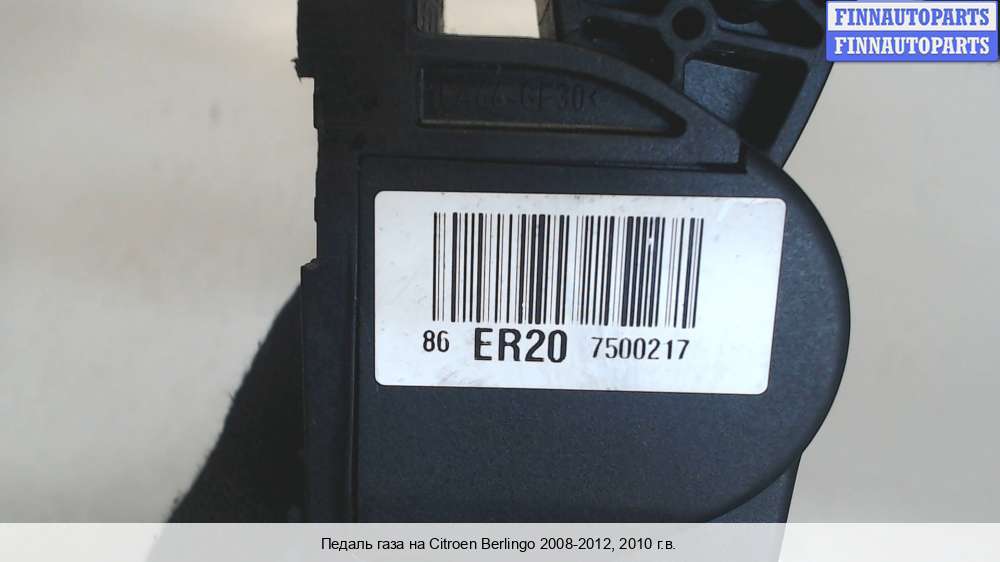 FINNAUTOPARTS
FINNAUTOPARTS
86 ER20 7500217
Педаль газа на Citroen Berlingo 2008-2012, 2010 г.в.